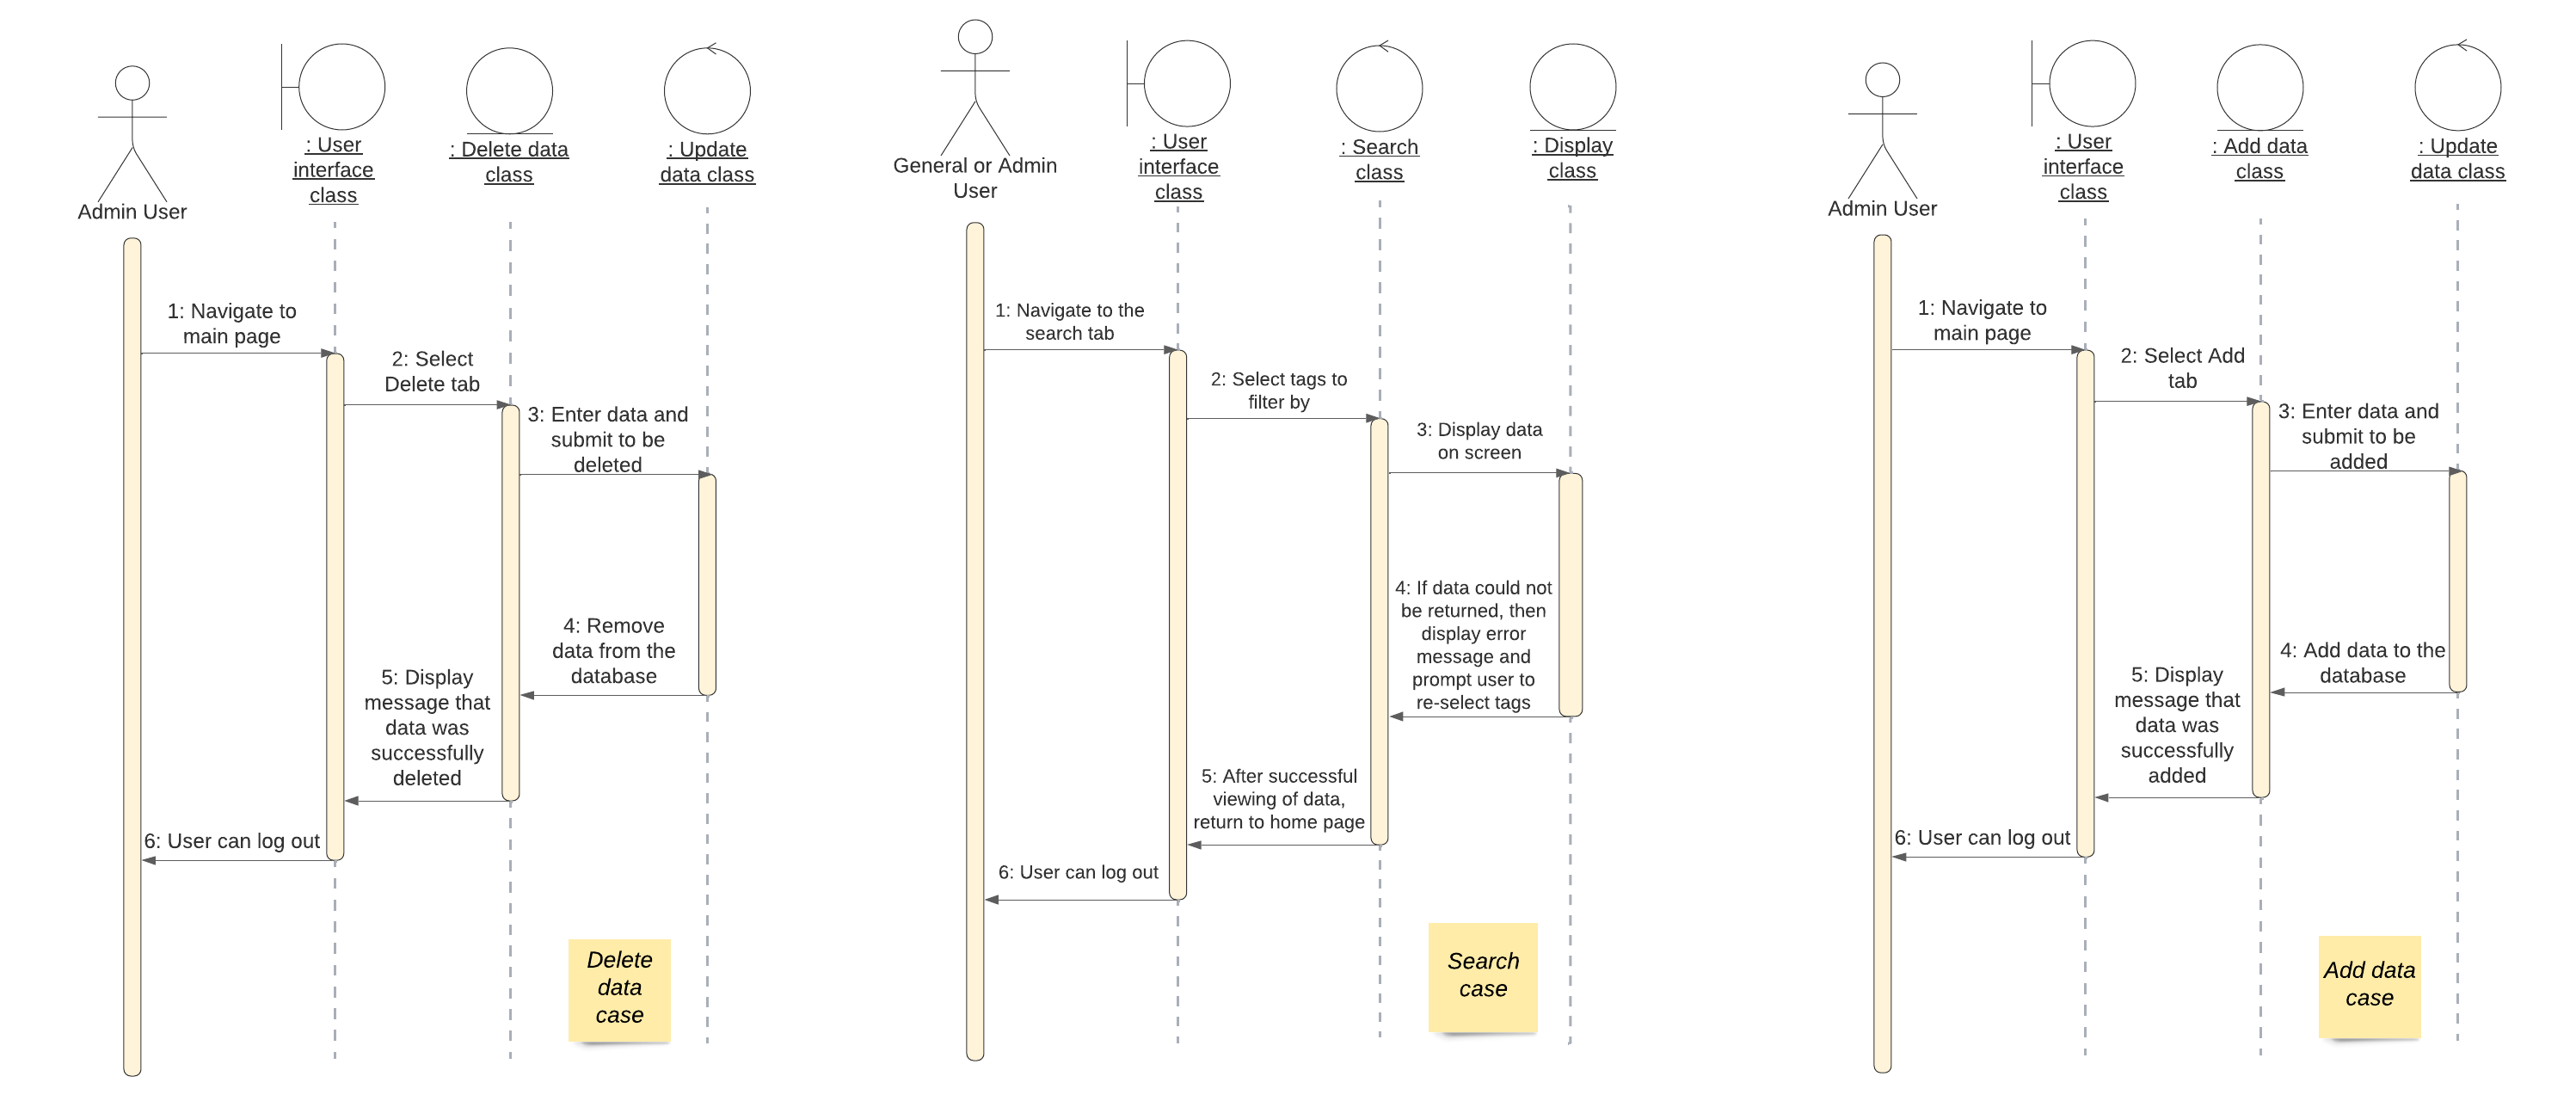 Admin User
: User
interface
class
: Delete data
class
: Update
data class
1: Navigate to
main page
2: Select
Delete tab
3: Enter data and
submit to be
deleted
4: Remove
data from the
database
5: Display
message that
data was
successfully
deleted
6: User can log out
Delete
data
case
General or Admin
User
: User
interface
class
: Search
class
: Display
class
1: Navigate to the
search tab
2: Select tags to
filter by
3: Display data
on screen
4: If data could not
be returned, then
display error
message and
prompt user to
re-select tags
5: After successful
viewing of data,
return to home page
6: User can log out
Search
case
Admin User
: User
interface
class
: Add data
class
: Update
data class
1: Navigate to
main page
2: Select Add
tab
3: Enter data and
submit to be
added
4: Add data to the
database
5: Display
message that
data was
successfully
added
6: User can log out
Add data
case